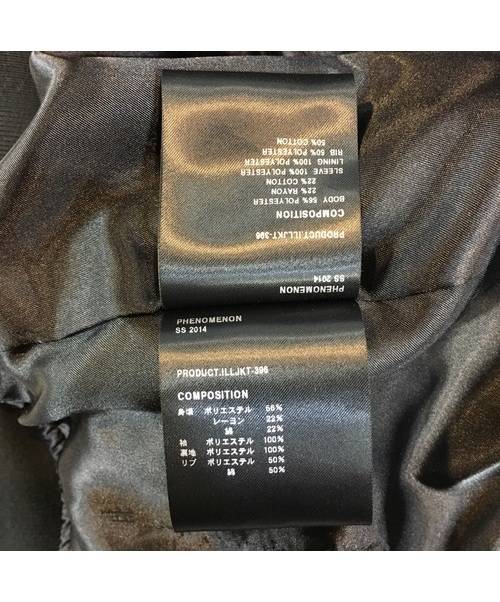 PHENOMENON
SS 2014
PRODUCT.ILLJKT-396
COMPOSITION
BODY 56% POLYESTER
22% RAYON
22% COTTON
SLEEVE 100% POLYESTER
LINING 100% POLYESTER
RIB 50% POLYESTER
50% COTTON
PHENOMENON
SS 2014
PRODUCT.ILLJKT-396
COMPOSITION
身頃 ポリエステル 56%
レーヨン 22%
綿 22%
袖 ポリエステル 100%
裏地 ポリエステル 100%
リブ ポリエステル 50%
綿 50%